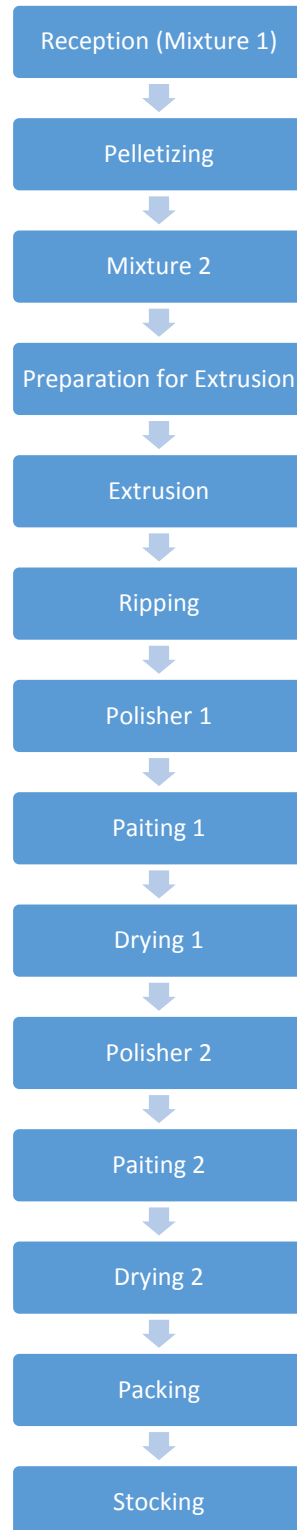 Reception (Mixture 1)
Pelletizing
Mixture 2
Preparation for Extrusion
Extrusion
Ripping
Polisher 1
Paiting 1
Drying 1
Polisher 2
Paiting 2
Drying 2
Packing
Stocking